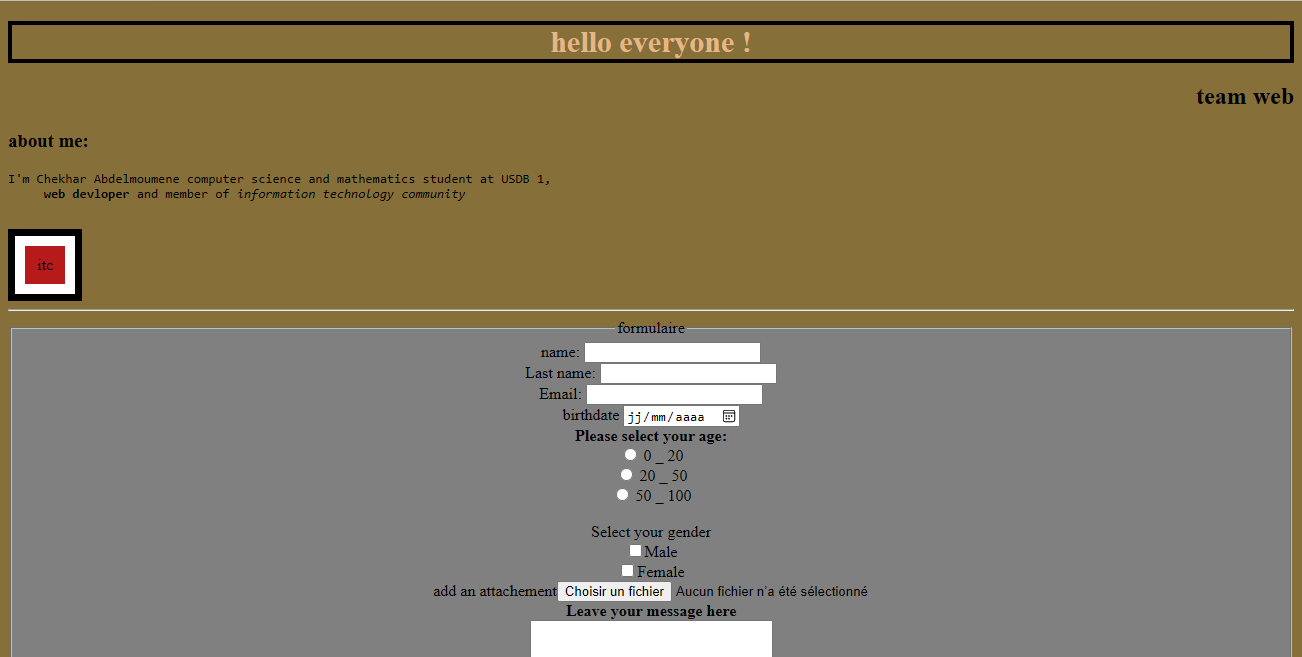 hello everyone !
team web
about me:
I'm Chekhar Abdelmoumene computer science and mathematics student at USDB 1,
web devloper and member of information technology community
itc
formulaire
name:
Last name:
Email:
birthdate jj/mm/aaaa
Please select your age:
0 _ 20
20 _ 50
50 _ 100
Select your gender
Male
Female
add an attachement Choisir un fichier Aucun fichier n'a été sélectionné
Leave your message here